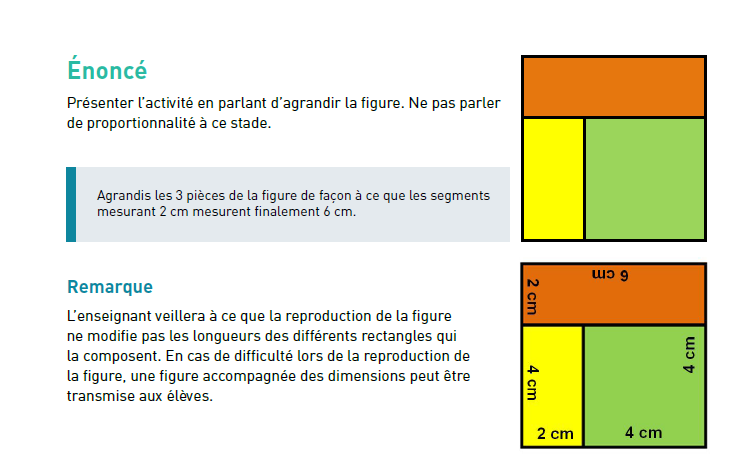 Énoncé
Présenter l'activité en parlant d'agrandir la figure. Ne pas parler
de proportionnalité à ce stade.
Agrandis les 3 pièces de la figure de façon à ce que les segments
mesurant 2 cm mesurent finalement 6 cm.
Remarque
L'enseignant veillera à ce que la reproduction de la figure
ne modifie pas les longueurs des différents rectangles qui
la composent. En cas de difficulté lors de la reproduction de
la figure, une figure accompagnée des dimensions peut être
transmise aux élèves.
6 cm
2 cm
4 cm
4 cm
2 cm
4 cm